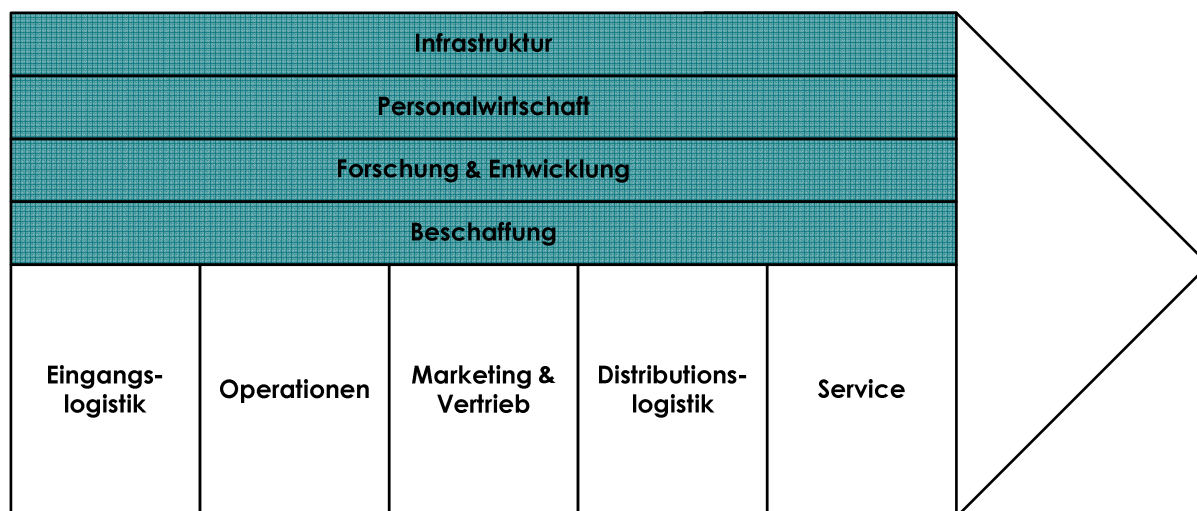 Infrastruktur
Personalwirtschaft
Forschung & Entwicklung
Beschaffung
Eingangs-
logistik
Operationen
Marketing &
Vertrieb
Distributions-
logistik
Service